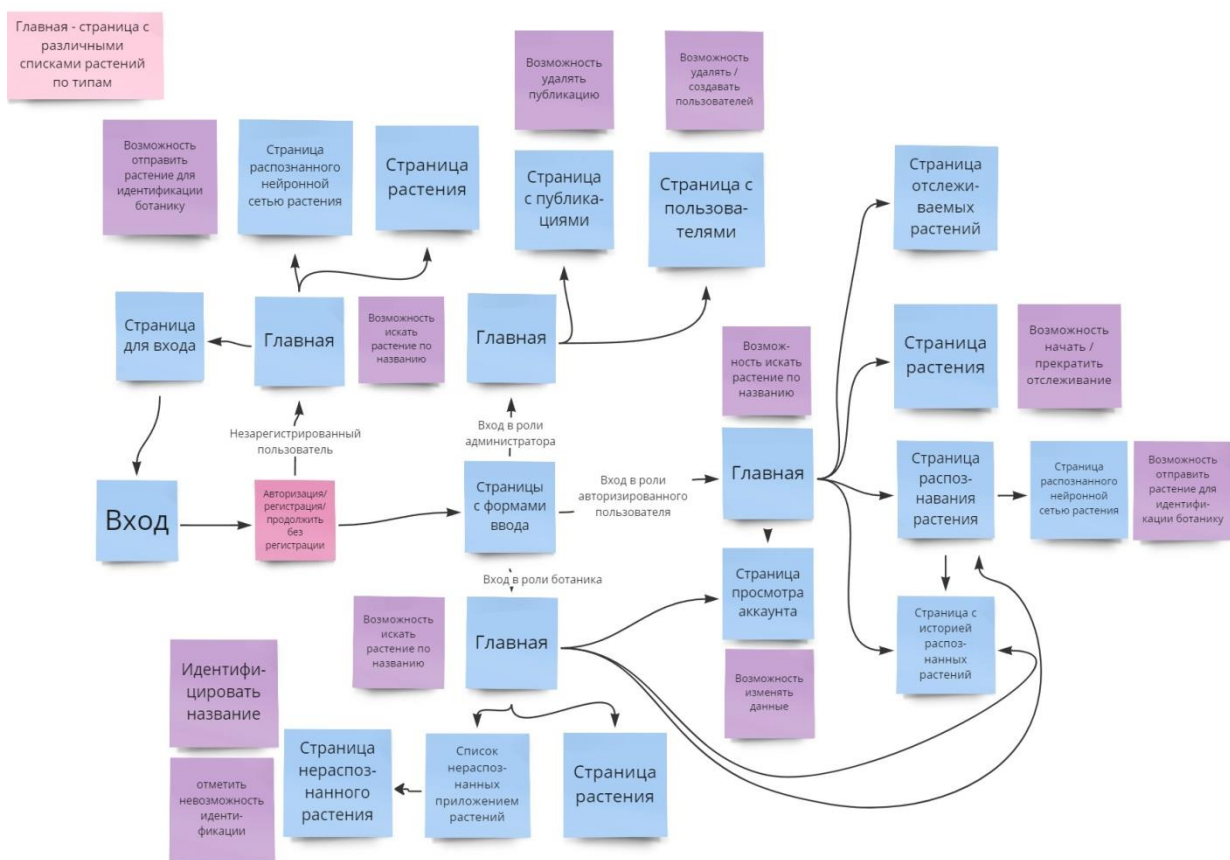 Главная - страница с
различными
списками растений
по типам
Возможность
удалять
публикацию
Возможность
удалять /
создавать
пользователей
Возможность
отправить
растение для
идентификации
ботанику
Страница
распознанного
нейронной
сетью растения
Страница
растения
Страница
с публика-
циями
Страница с
пользова-
телями
Страница
отслежи-
ваемых
растений
Страница
для входа
Главная
Возможность
искать
растение по
названию
Главная
Возмож-
ность искать
растение по
названию
Страница
растения
Возможность
начать /
прекратить
отслеживание
Незарегистрированный
пользователь
Вход в роли
администратора
Вход
Авторизация/
регистрация/
продолжить
без
регистрации
Страницы
с формами
ввода
Вход в роли
авторизированного
пользователя
Главная
Страница
распоз-
навания
растения
Страница
распознанного
нейронной
сетью растения
Возможность
отправить
растение для
идентифи-
кации ботанику
Вход в роли ботаника
Возможность
искать
растение по
названию
Главная
Страница
просмотра
аккаунта
Страница с
историей
распоз-
нанных
растений
Идентифи-
цировать
название
Возможность
изменять
данные
отметить
невозможность
иденти-
фикации
Страница
нераспоз-
нанного
растения
Список
нераспоз-
нанных
приложением
растений
Страница
растения